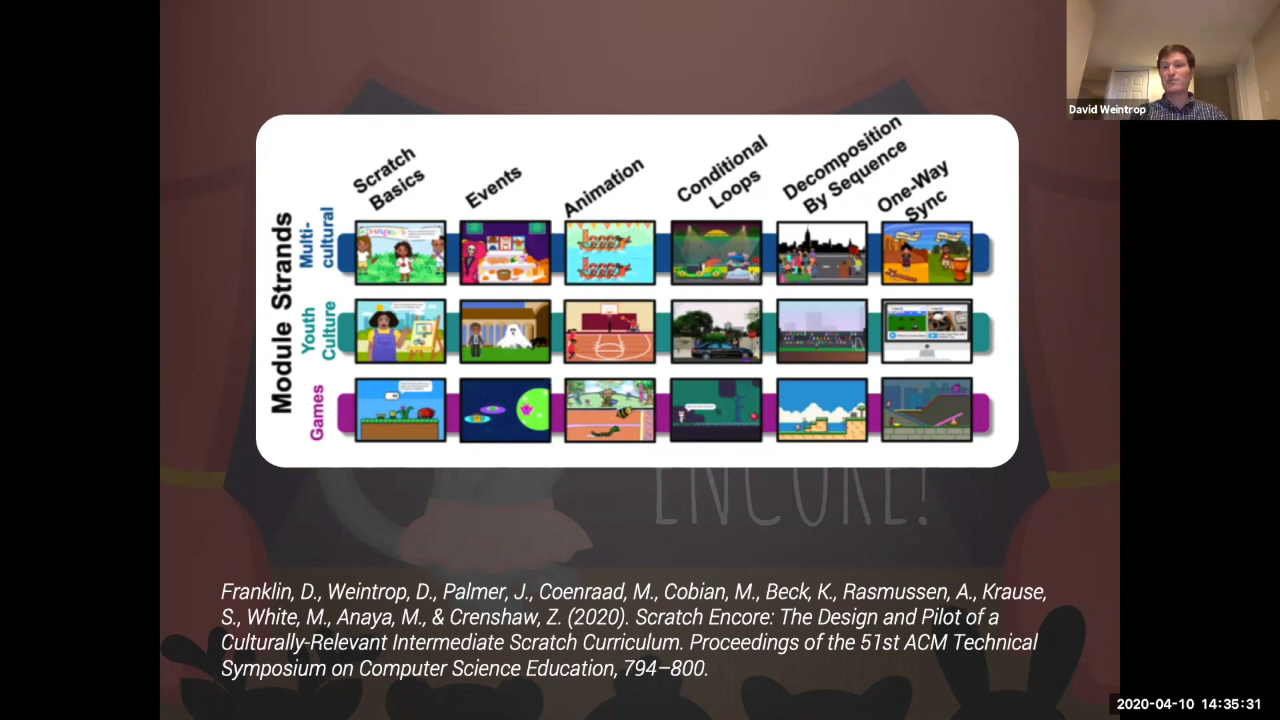 David Weintrop
Scratch
Basics
Events
Animation
Conditional
Loops
Decomposition
By Sequence
One-Way
Sync
Module Strands
Multi-
cultural
Youth
Culture
Games
ENCORE!
Franklin, D., Weintrop, D., Palmer, J., Coenraad, M., Cobian, M., Beck, K., Rasmussen, A., Krause,
S., White, M., Anaya, M., & Crenshaw, Z. (2020). Scratch Encore: The Design and Pilot of a
Culturally-Relevant Intermediate Scratch Curriculum. Proceedings of the 51st ACM Technical
Symposium on Computer Science Education, 794–800.
2020-04-10 14:35:31